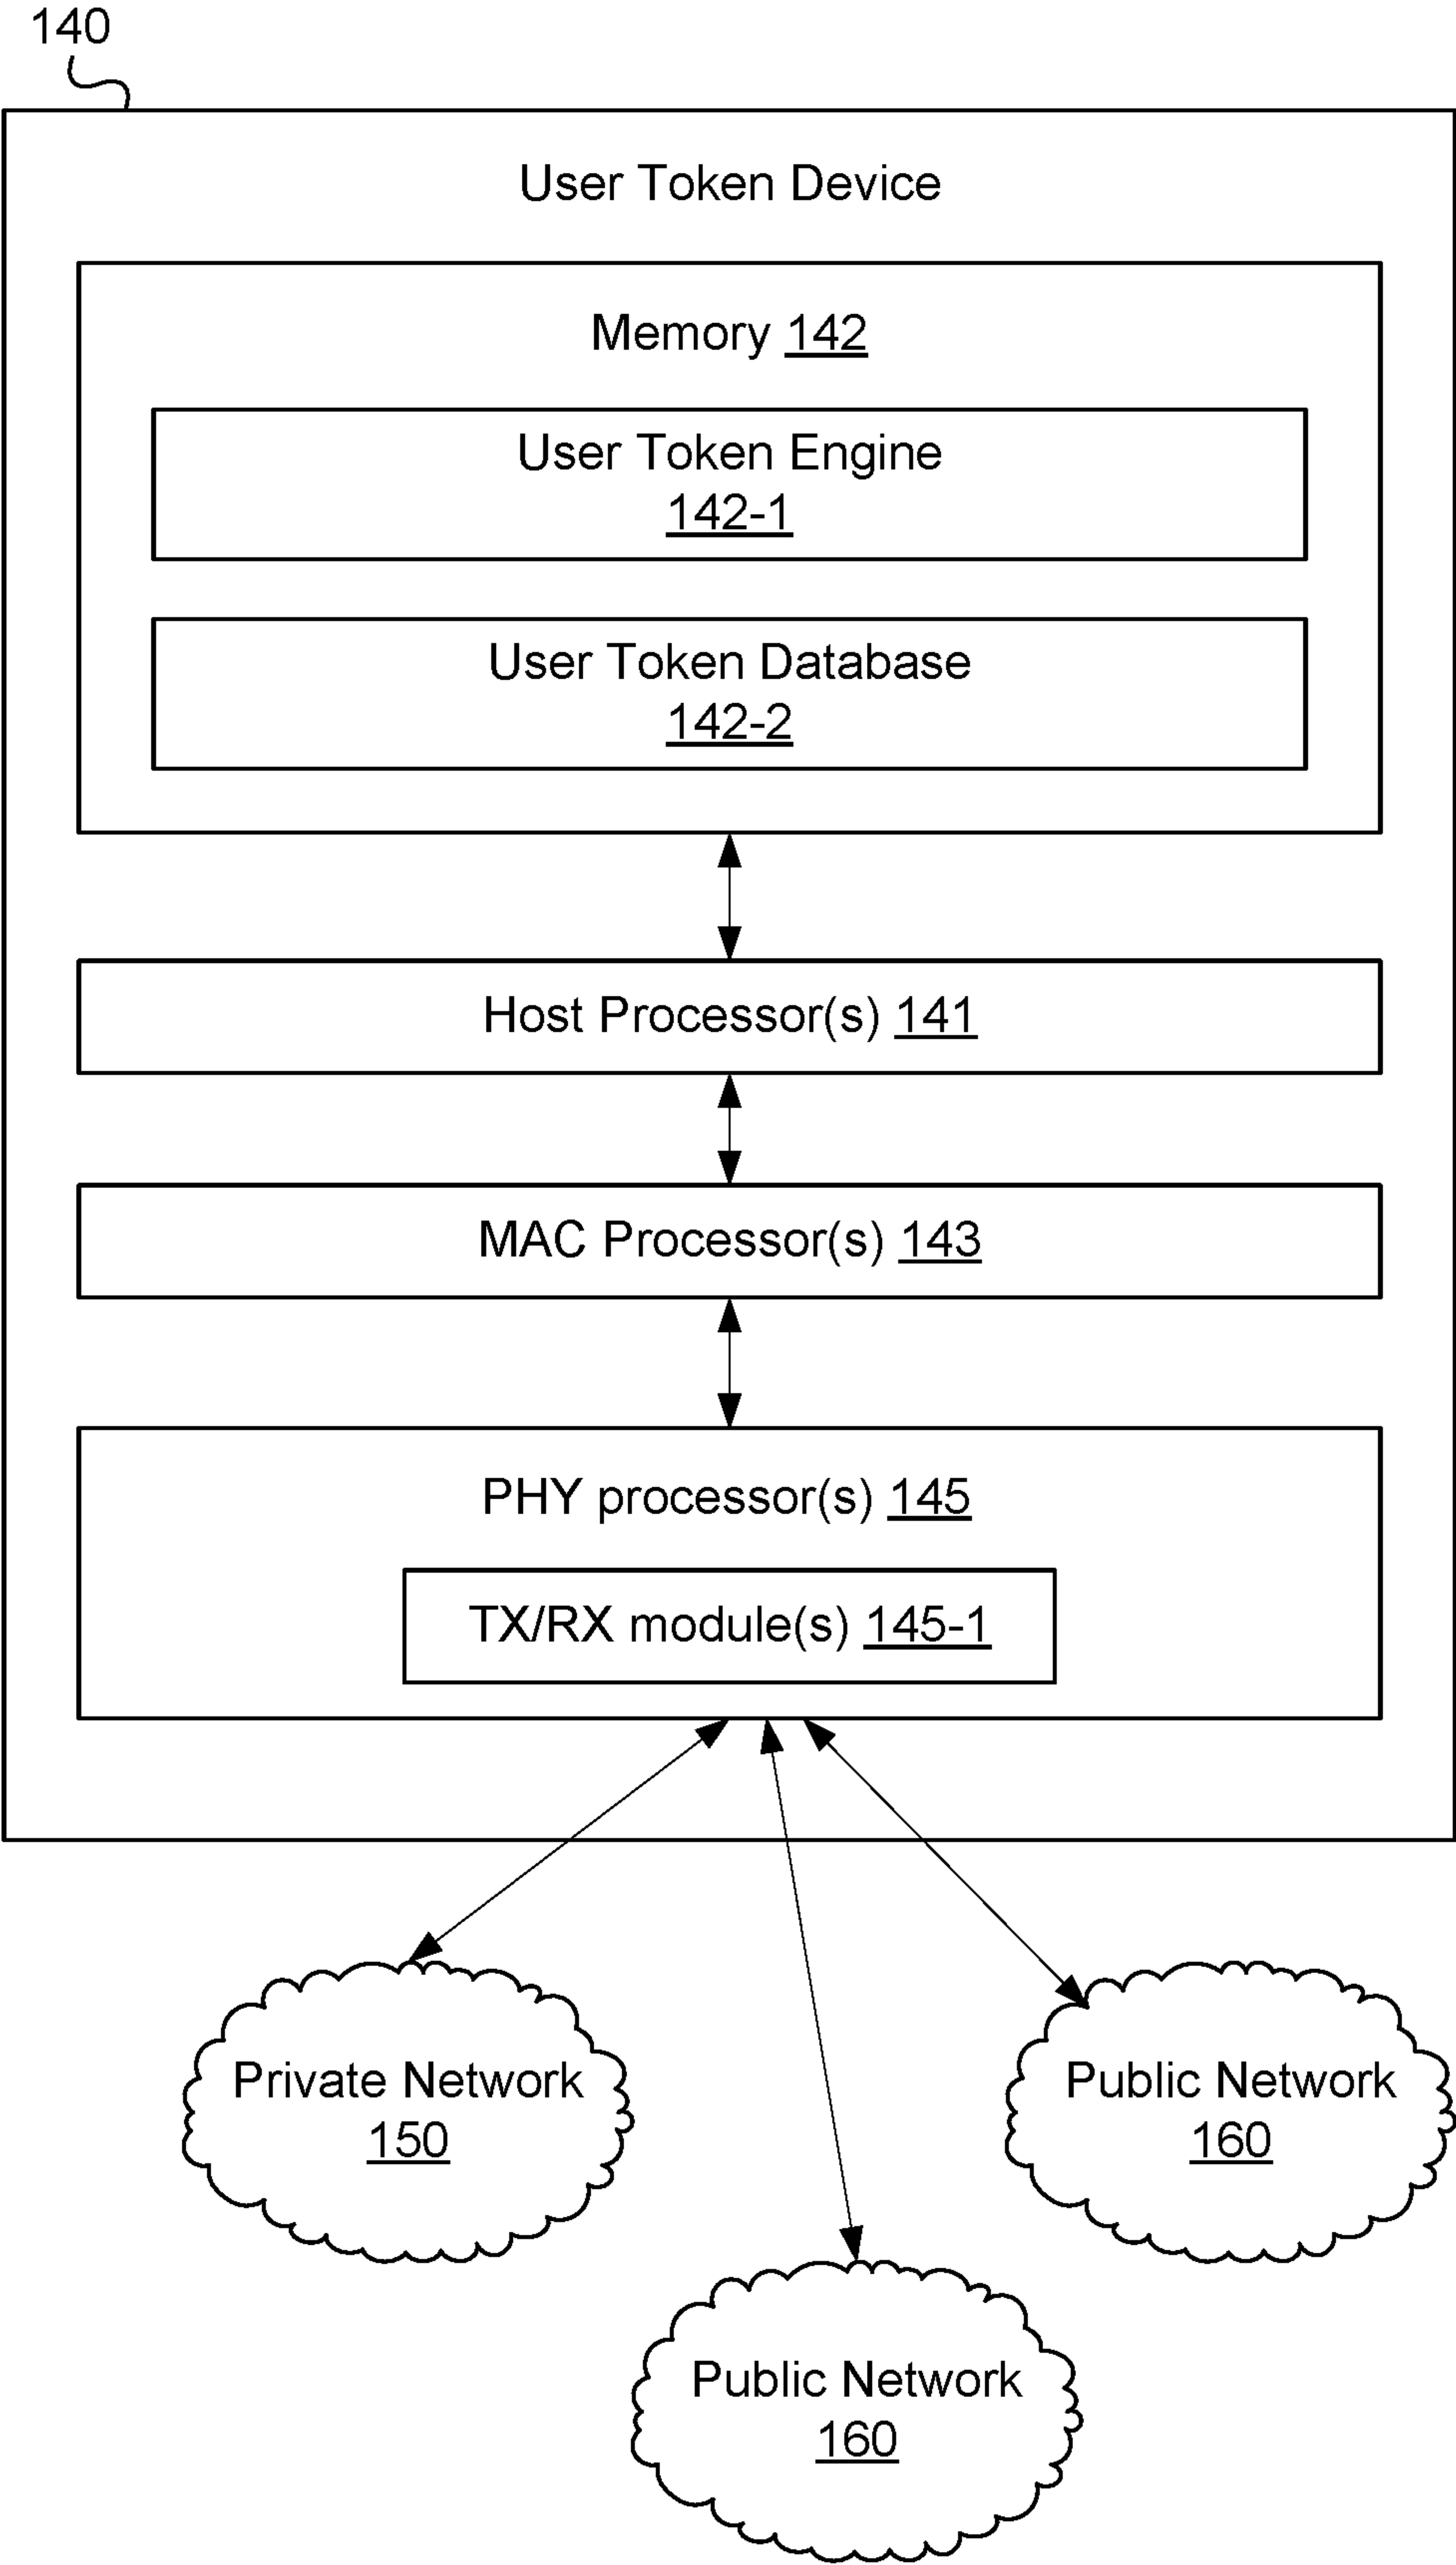 140
User Token Device
Memory 142
User Token Engine
142-1
User Token Database
142-2
Host Processor(s) 141
MAC Processor(s) 143
PHY processor(s) 145
TX/RX module(s) 145-1
Private Network
150
Public Network
160
Public Network
160